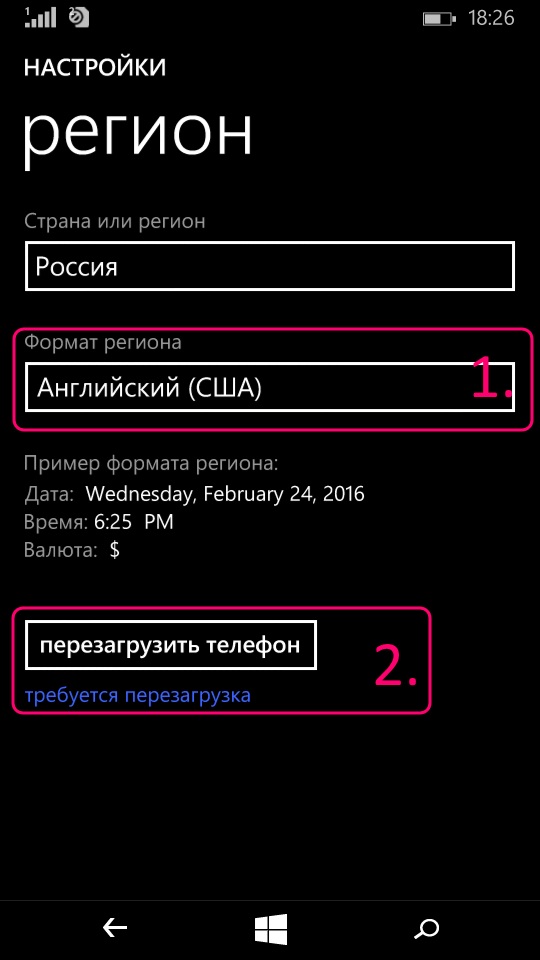 1
18:26
НАСТРОЙКИ
регион
Страна или регион
Россия
Формат региона
Английский (США)
1.
Пример формата региона:
Дата: Wednesday, February 24, 2016
Время: 6:25 PM
Валюта: $
перезагрузить телефон
2.
требуется перезагрузка